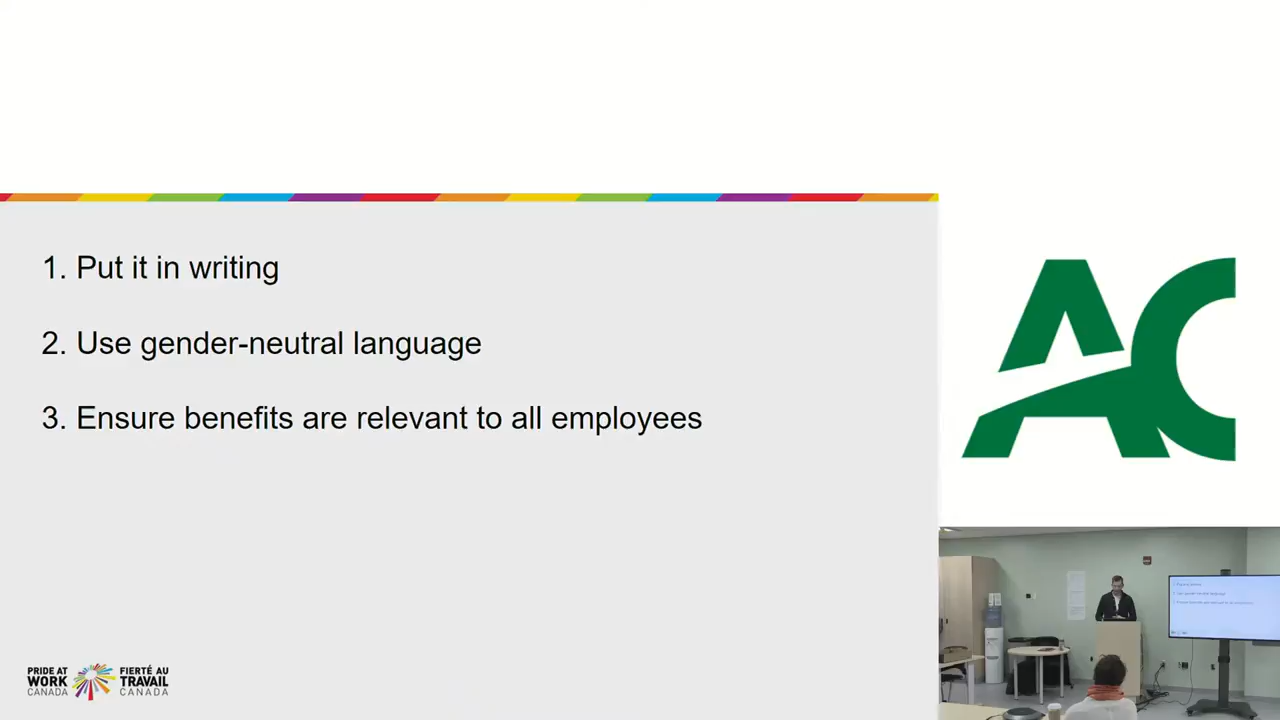 1. Put it in writing
2. Use gender-neutral language
3. Ensure benefits are relevant to all employees
AC
PRIDE AT
WORK
CANADA
FIERTÉ AU
TRAVAIL
CANADA